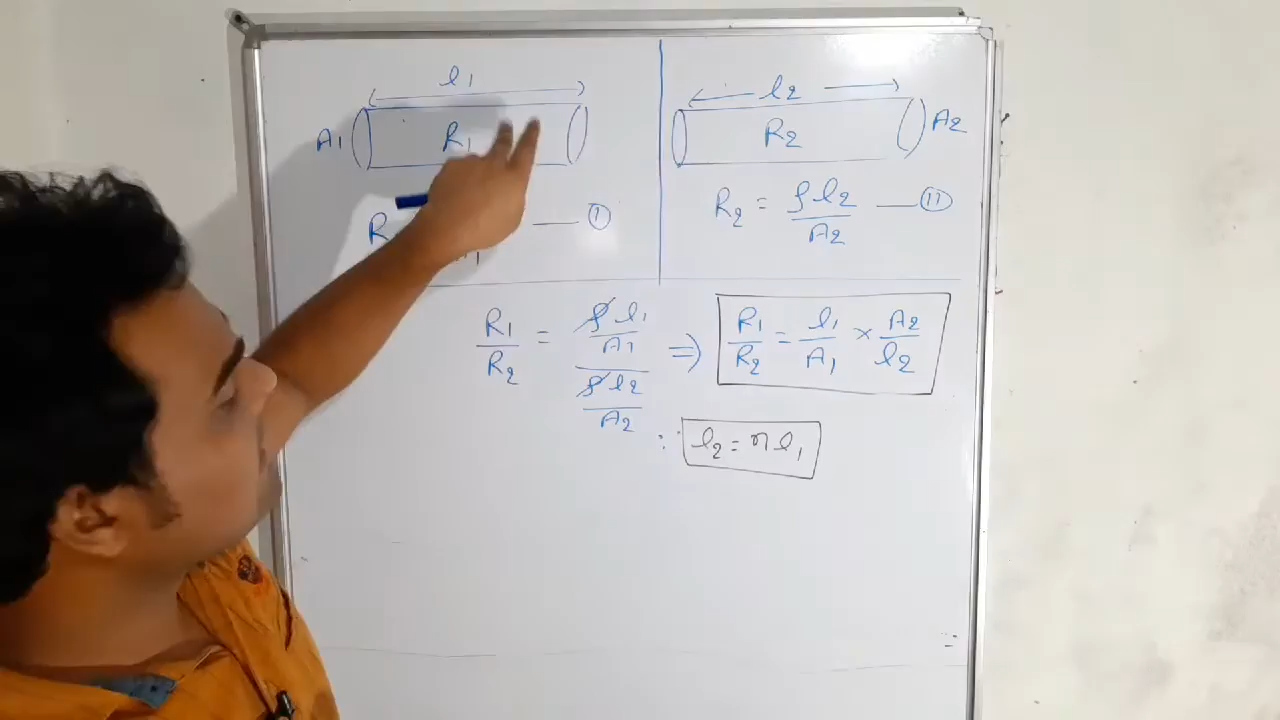 l1
A1 R1
R — (I)
l2
R2 A2
R2 = ρl2/A2 — (II)
R1/R2 = (ρl1/A1)/(ρl2/A2) ⇒ R1/R2 = l1/A1 × A2/l2
∵ l2 = nl1